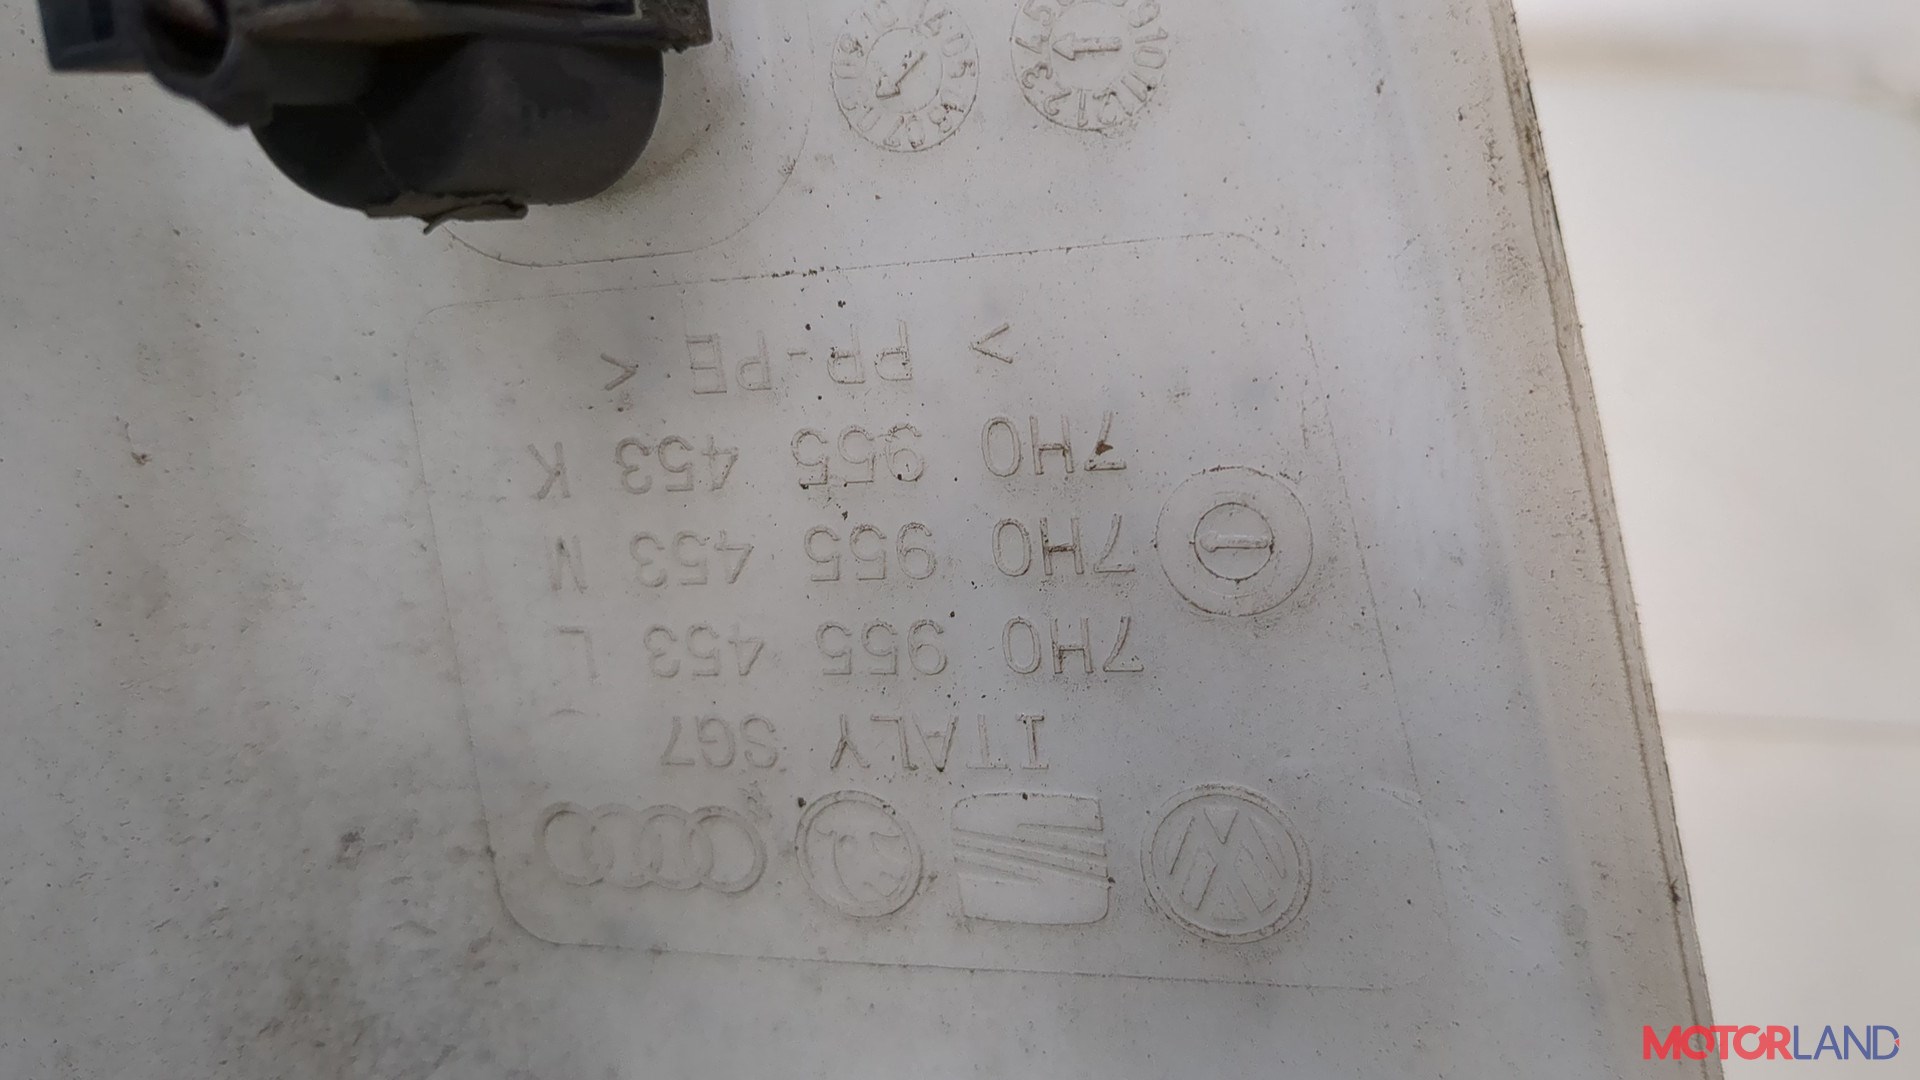 ITALY SG7
7H0 955 453 L
7H0 955 453 M
7H0 955 453 K
> PP-PE <
MOTORLAND